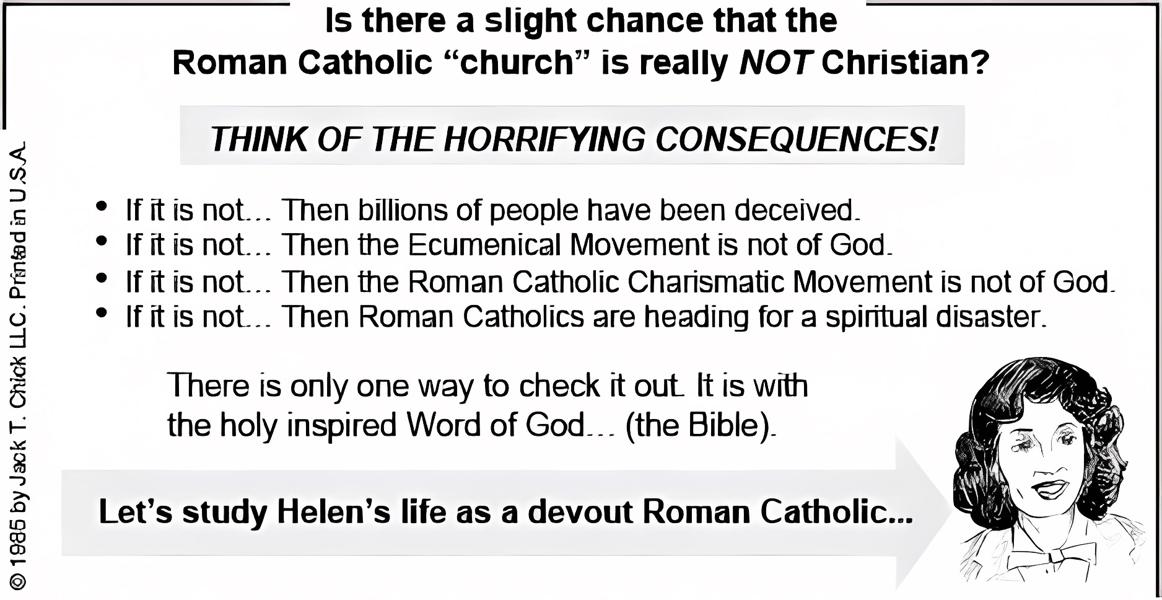 Is there a slight chance that the
Roman Catholic “church” is really NOT Christian?
THINK OF THE HORRIFYING CONSEQUENCES!
• If it is not... Then billions of people have been deceived.
• If it is not... Then the Ecumenical Movement is not of God.
• If it is not... Then the Roman Catholic Charismatic Movement is not of God.
• If it is not... Then Roman Catholics are heading for a spiritual disaster.
There is only one way to check it out. It is with
the holy inspired Word of God... (the Bible).
Let’s study Helen’s life as a devout Roman Catholic...
© 1985 by Jack T. Chick LLC. Printed in U.S.A.